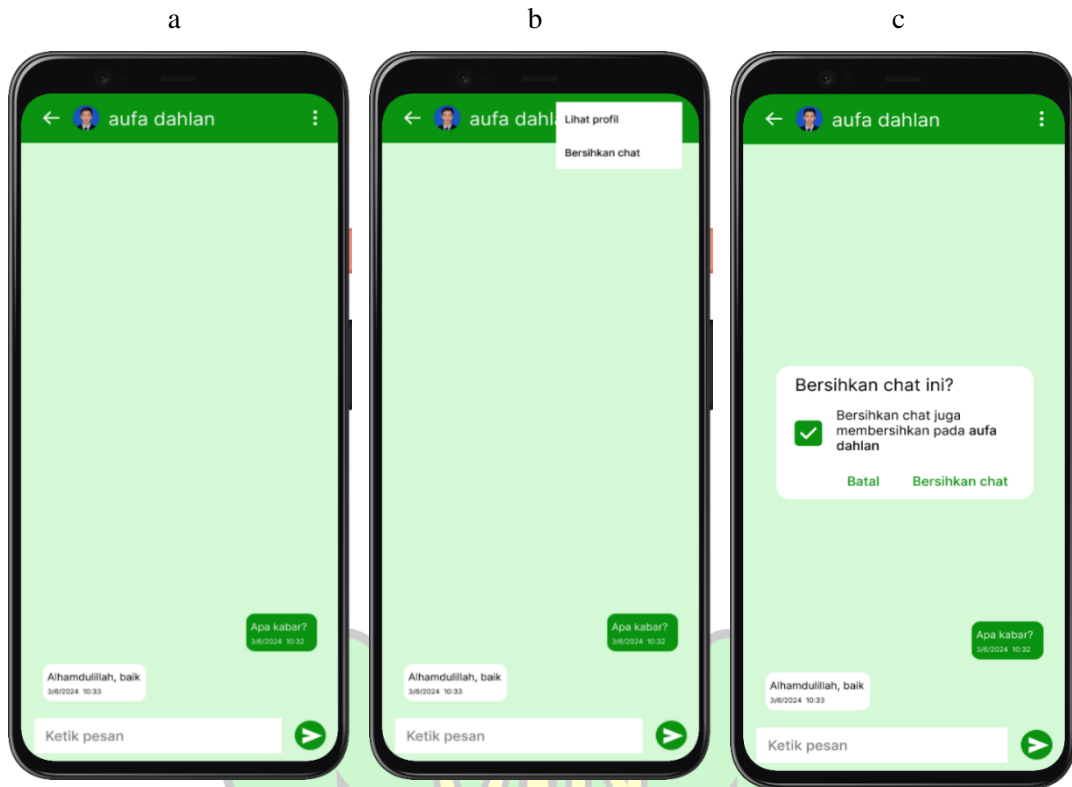 a
b
c
aufa dahlan
Apa kabar?
3/6/2024 10:32
Alhamdulillah, baik
3/6/2024 10:33
Ketik pesan
aufa dahl
Lihat profil
Bersihkan chat
Apa kabar?
3/6/2024 10:32
Alhamdulillah, baik
3/6/2024 10:33
Ketik pesan
aufa dahlan
Bersihkan chat ini?
Bersihkan chat juga
membersihkan pada aufa
dahlan
Batal Bersihkan chat
Apa kabar?
3/6/2024 10:32
Alhamdulillah, baik
3/6/2024 10:33
Ketik pesan